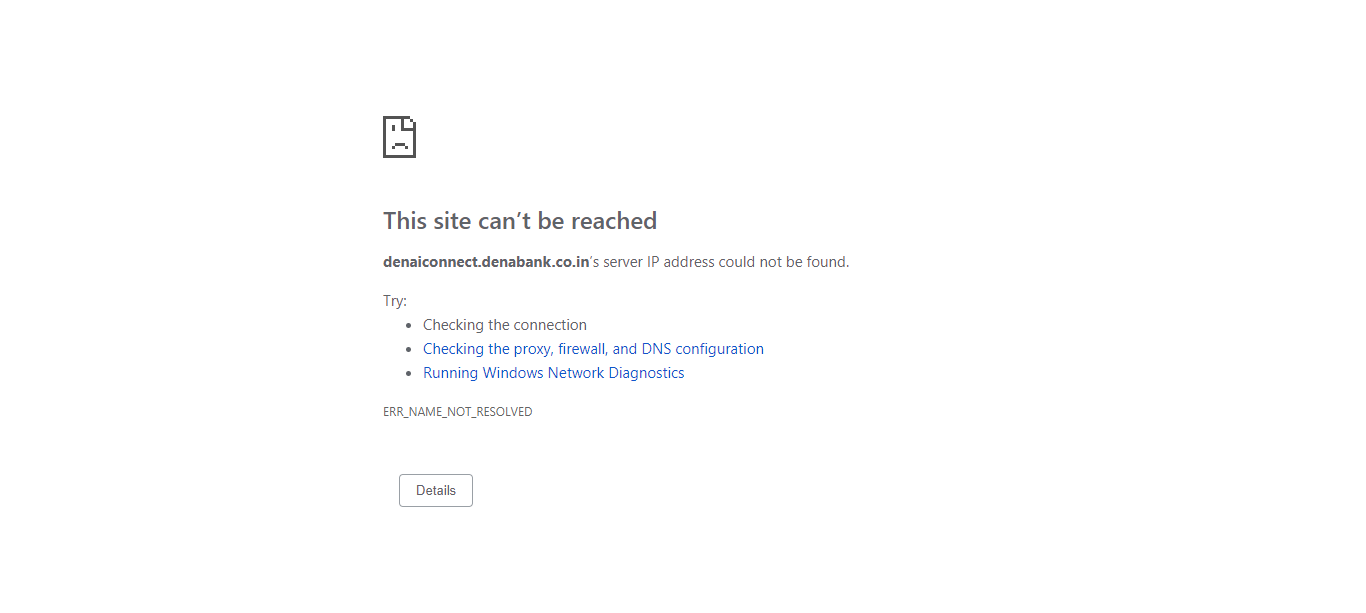 This site can’t be reached
denaiconnect.denabank.co.in’s server IP address could not be found.
Try:
Checking the connection
Checking the proxy, firewall, and DNS configuration
Running Windows Network Diagnostics
ERR_NAME_NOT_RESOLVED
Details